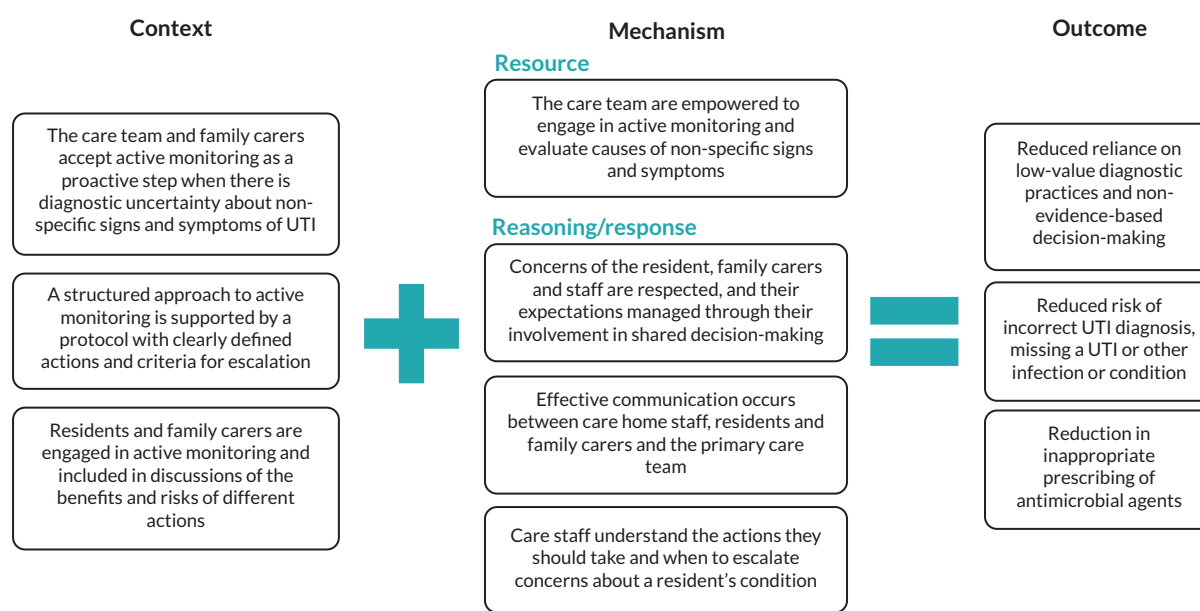 Context
The care team and family carers
accept active monitoring as a
proactive step when there is
diagnostic uncertainty about non-
specific signs and symptoms of UTI
A structured approach to active
monitoring is supported by a
protocol with clearly defined
actions and criteria for escalation
Residents and family carers are
engaged in active monitoring and
included in discussions of the
benefits and risks of different
actions
Mechanism
Resource
The care team are empowered to
engage in active monitoring and
evaluate causes of non-specific signs
and symptoms
Reasoning/response
Concerns of the resident, family carers
and staff are respected, and their
expectations managed through their
involvement in shared decision-making
Effective communication occurs
between care home staff, residents and
family carers and the primary care
team
Care staff understand the actions they
should take and when to escalate
concerns about a resident's condition
Outcome
Reduced reliance on
low-value diagnostic
practices and non-
evidence-based
decision-making
Reduced risk of
incorrect UTI diagnosis,
missing a UTI or other
infection or condition
Reduction in
inappropriate
prescribing of
antimicrobial agents